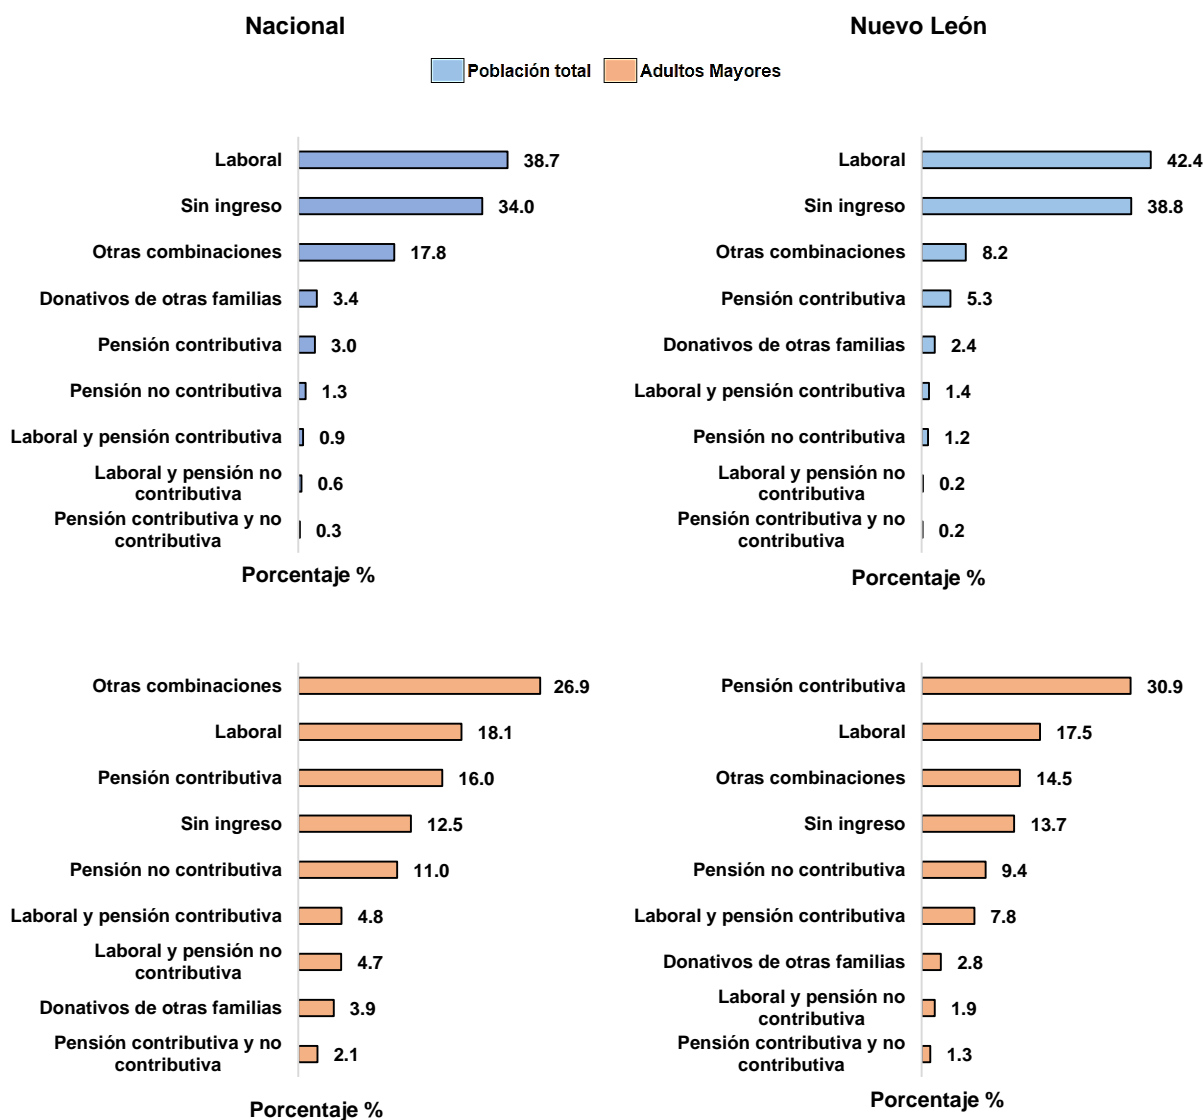 Nacional
Nuevo León
Población total
Adultos Mayores
Laboral 38.7
Sin ingreso 34.0
Otras combinaciones 17.8
Donativos de otras familias 3.4
Pensión contributiva 3.0
Pensión no contributiva 1.3
Laboral y pensión contributiva 0.9
Laboral y pensión no
contributiva 0.6
Pensión contributiva y no
contributiva 0.3
Porcentaje %
Laboral 42.4
Sin ingreso 38.8
Otras combinaciones 8.2
Pensión contributiva 5.3
Donativos de otras familias 2.4
Laboral y pensión contributiva 1.4
Pensión no contributiva 1.2
Laboral y pensión no
contributiva 0.2
Pensión contributiva y no
contributiva 0.2
Porcentaje %
Otras combinaciones 26.9
Laboral 18.1
Pensión contributiva 16.0
Sin ingreso 12.5
Pensión no contributiva 11.0
Laboral y pensión contributiva 4.8
Laboral y pensión no
contributiva 4.7
Donativos de otras familias 3.9
Pensión contributiva y no
contributiva 2.1
Porcentaje %
Pensión contributiva 30.9
Laboral 17.5
Otras combinaciones 14.5
Sin ingreso 13.7
Pensión no contributiva 9.4
Laboral y pensión contributiva 7.8
Donativos de otras familias 2.8
Laboral y pensión no
contributiva 1.9
Pensión contributiva y no
contributiva 1.3
Porcentaje %